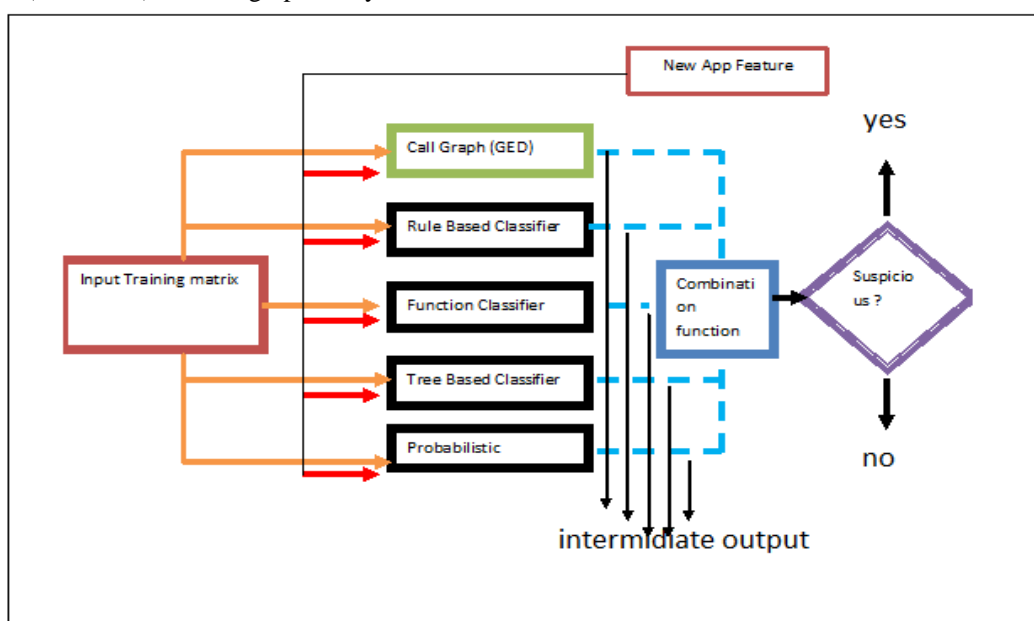 New App Feature
yes
Call Graph (GED)
Rule Based Classifier
Input Training matrix
Function Classifier
Combinati
on
function
Suspicio
us ?
Tree Based Classifier
Probabilistic
no
intermidiate output